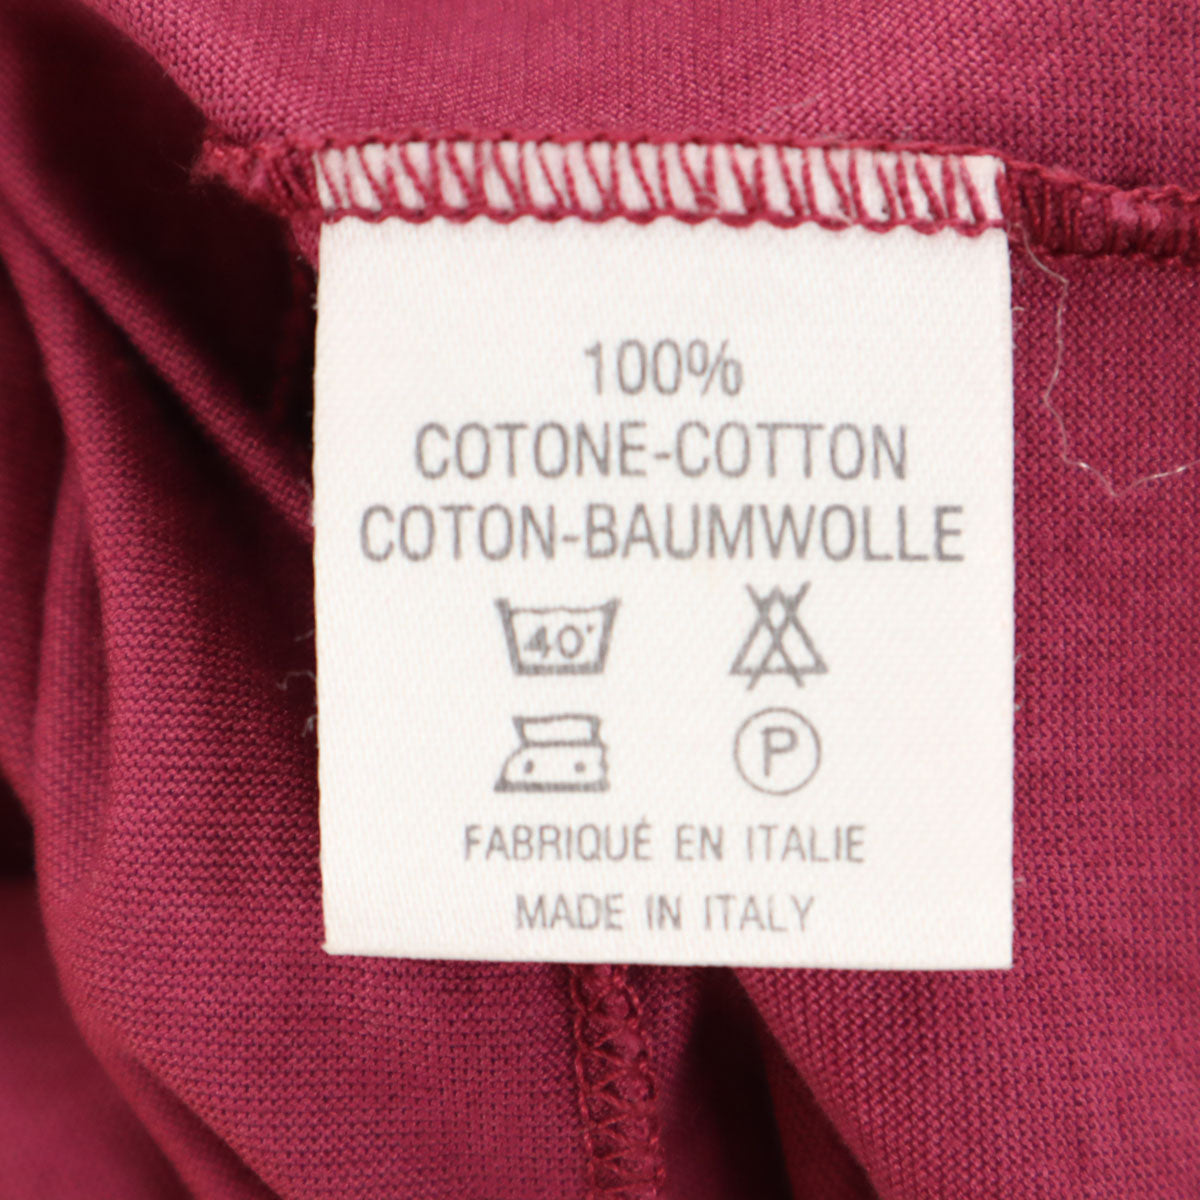 100%
COTONE-COTTON
COTON-BAUMWOLLE
40°
P
FABRIQUÉ EN ITALIE
MADE IN ITALY